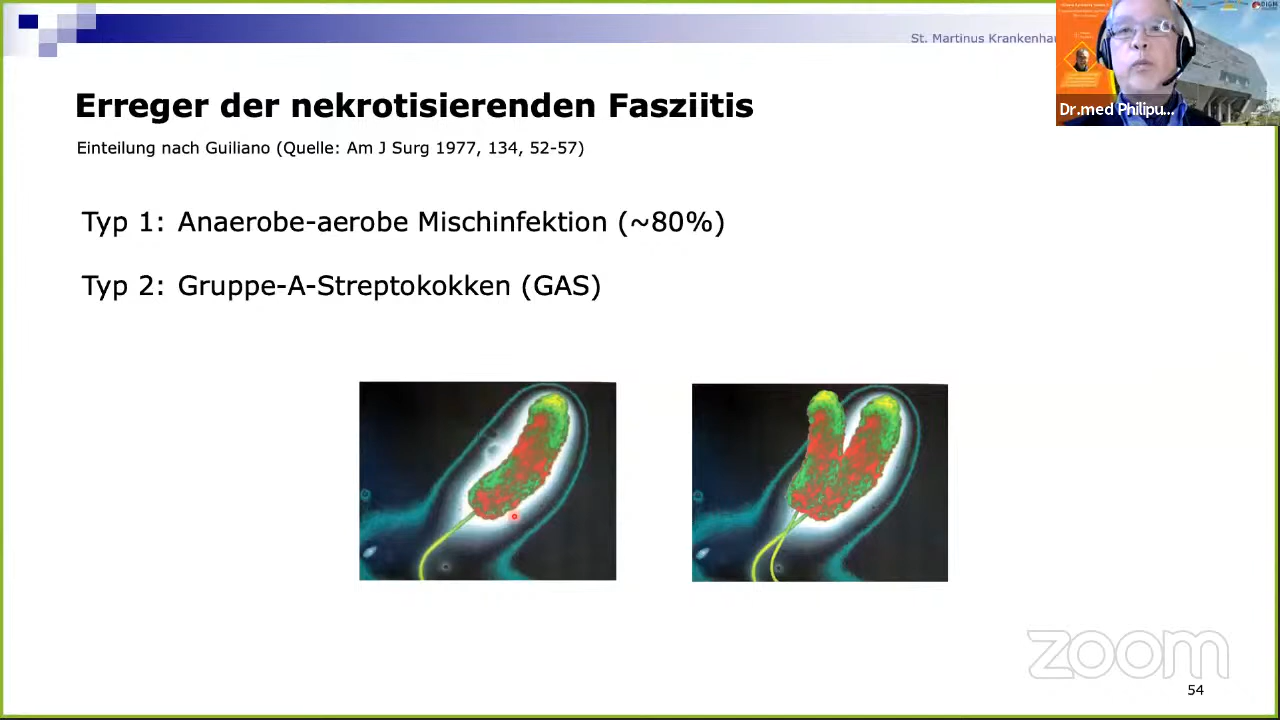 St. Martinus Krankenhau
Dr.med Philipu...
Erreger der nekrotisierenden Fasziitis
Einteilung nach Guiliano (Quelle: Am J Surg 1977, 134, 52-57)
Typ 1: Anaerobe-aerobe Mischinfektion (~80%)
Typ 2: Gruppe-A-Streptokokken (GAS)
zoom
54